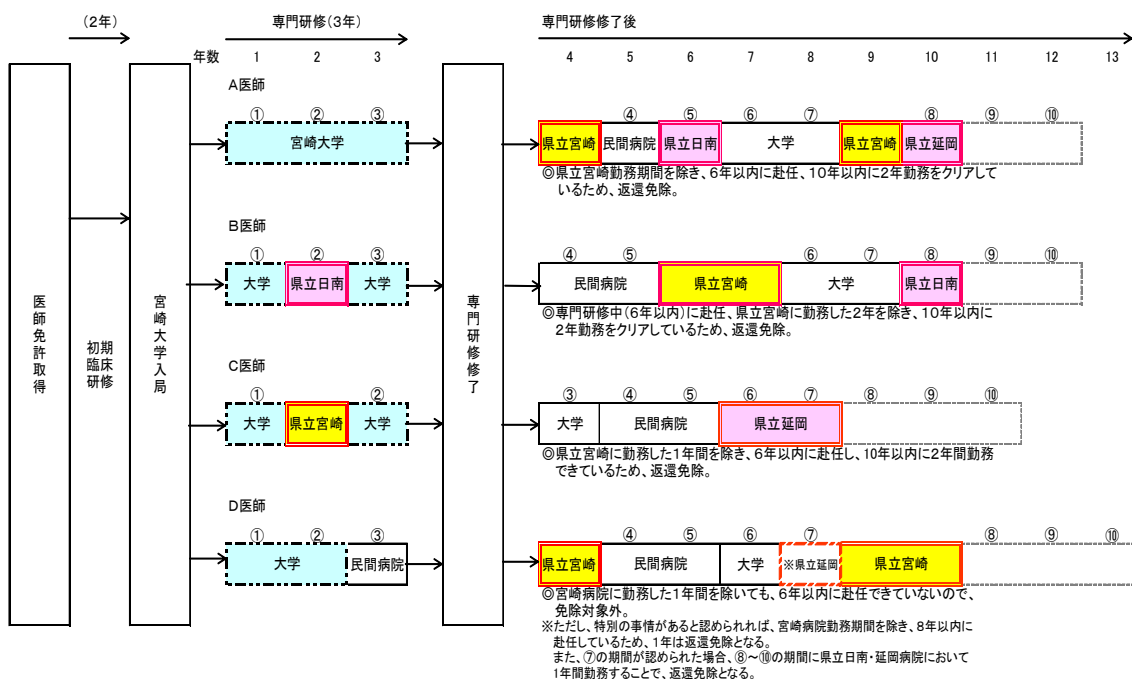 (2年)
専門研修(3年)
専門研修修了後
年数 1 2 3 4 5 6 7 8 9 10 11 12 13
医師免許取得
初期臨床研修
宮崎大学入局
専門研修修了
A医師
① ② ③ ④ ⑤ ⑥ ⑦ ⑧ ⑨ ⑩
宮崎大学 県立宮崎 民間病院 県立日南 大学 県立宮崎 県立延岡
◎県立宮崎勤務期間を除き、6年以内に赴任、10年以内に2年勤務をクリアして
いるため、返還免除。
B医師
① ② ③ ④ ⑤ ⑥ ⑦ ⑧ ⑨ ⑩
大学 県立日南 大学 民間病院 県立宮崎 大学 県立日南
◎専門研修中(6年以内)に赴任、県立宮崎に勤務した2年を除き、10年以内に
2年勤務をクリアしているため、返還免除。
C医師
① ② ③ ④ ⑤ ⑥ ⑦ ⑧ ⑨ ⑩
大学 県立宮崎 大学 大学 民間病院 県立延岡
◎県立宮崎に勤務した1年間を除き、6年以内に赴任し、10年以内に2年間勤務
できているため、返還免除。
D医師
① ② ③ ④ ⑤ ⑥ ⑦ ⑧ ⑨ ⑩
大学 民間病院 県立宮崎 民間病院 大学 ※県立延岡 県立宮崎
◎宮崎病院に勤務した1年間を除いても、6年以内に赴任できていないので、
免除対象外。
※ただし、特別の事情があると認められれば、宮崎病院勤務期間を除き、8年以内に
赴任しているため、1年は返還免除となる。
また、⑦の期間が認められた場合、⑧～⑩の期間に県立日南・延岡病院において
1年間勤務することで、返還免除となる。